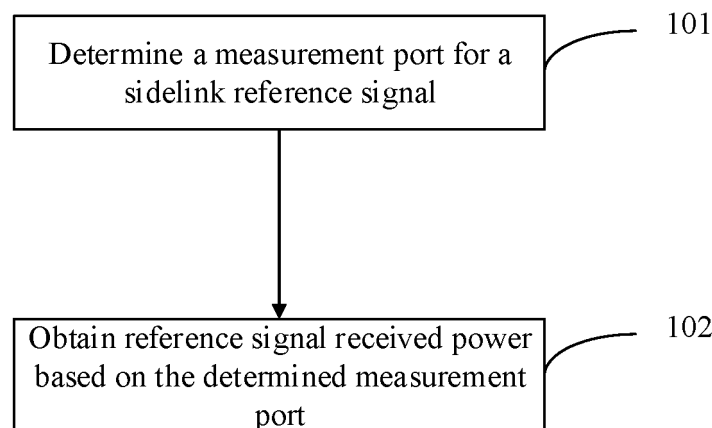 Determine a measurement port for a
sidelink reference signal
101
Obtain reference signal received power
based on the determined measurement
port
102